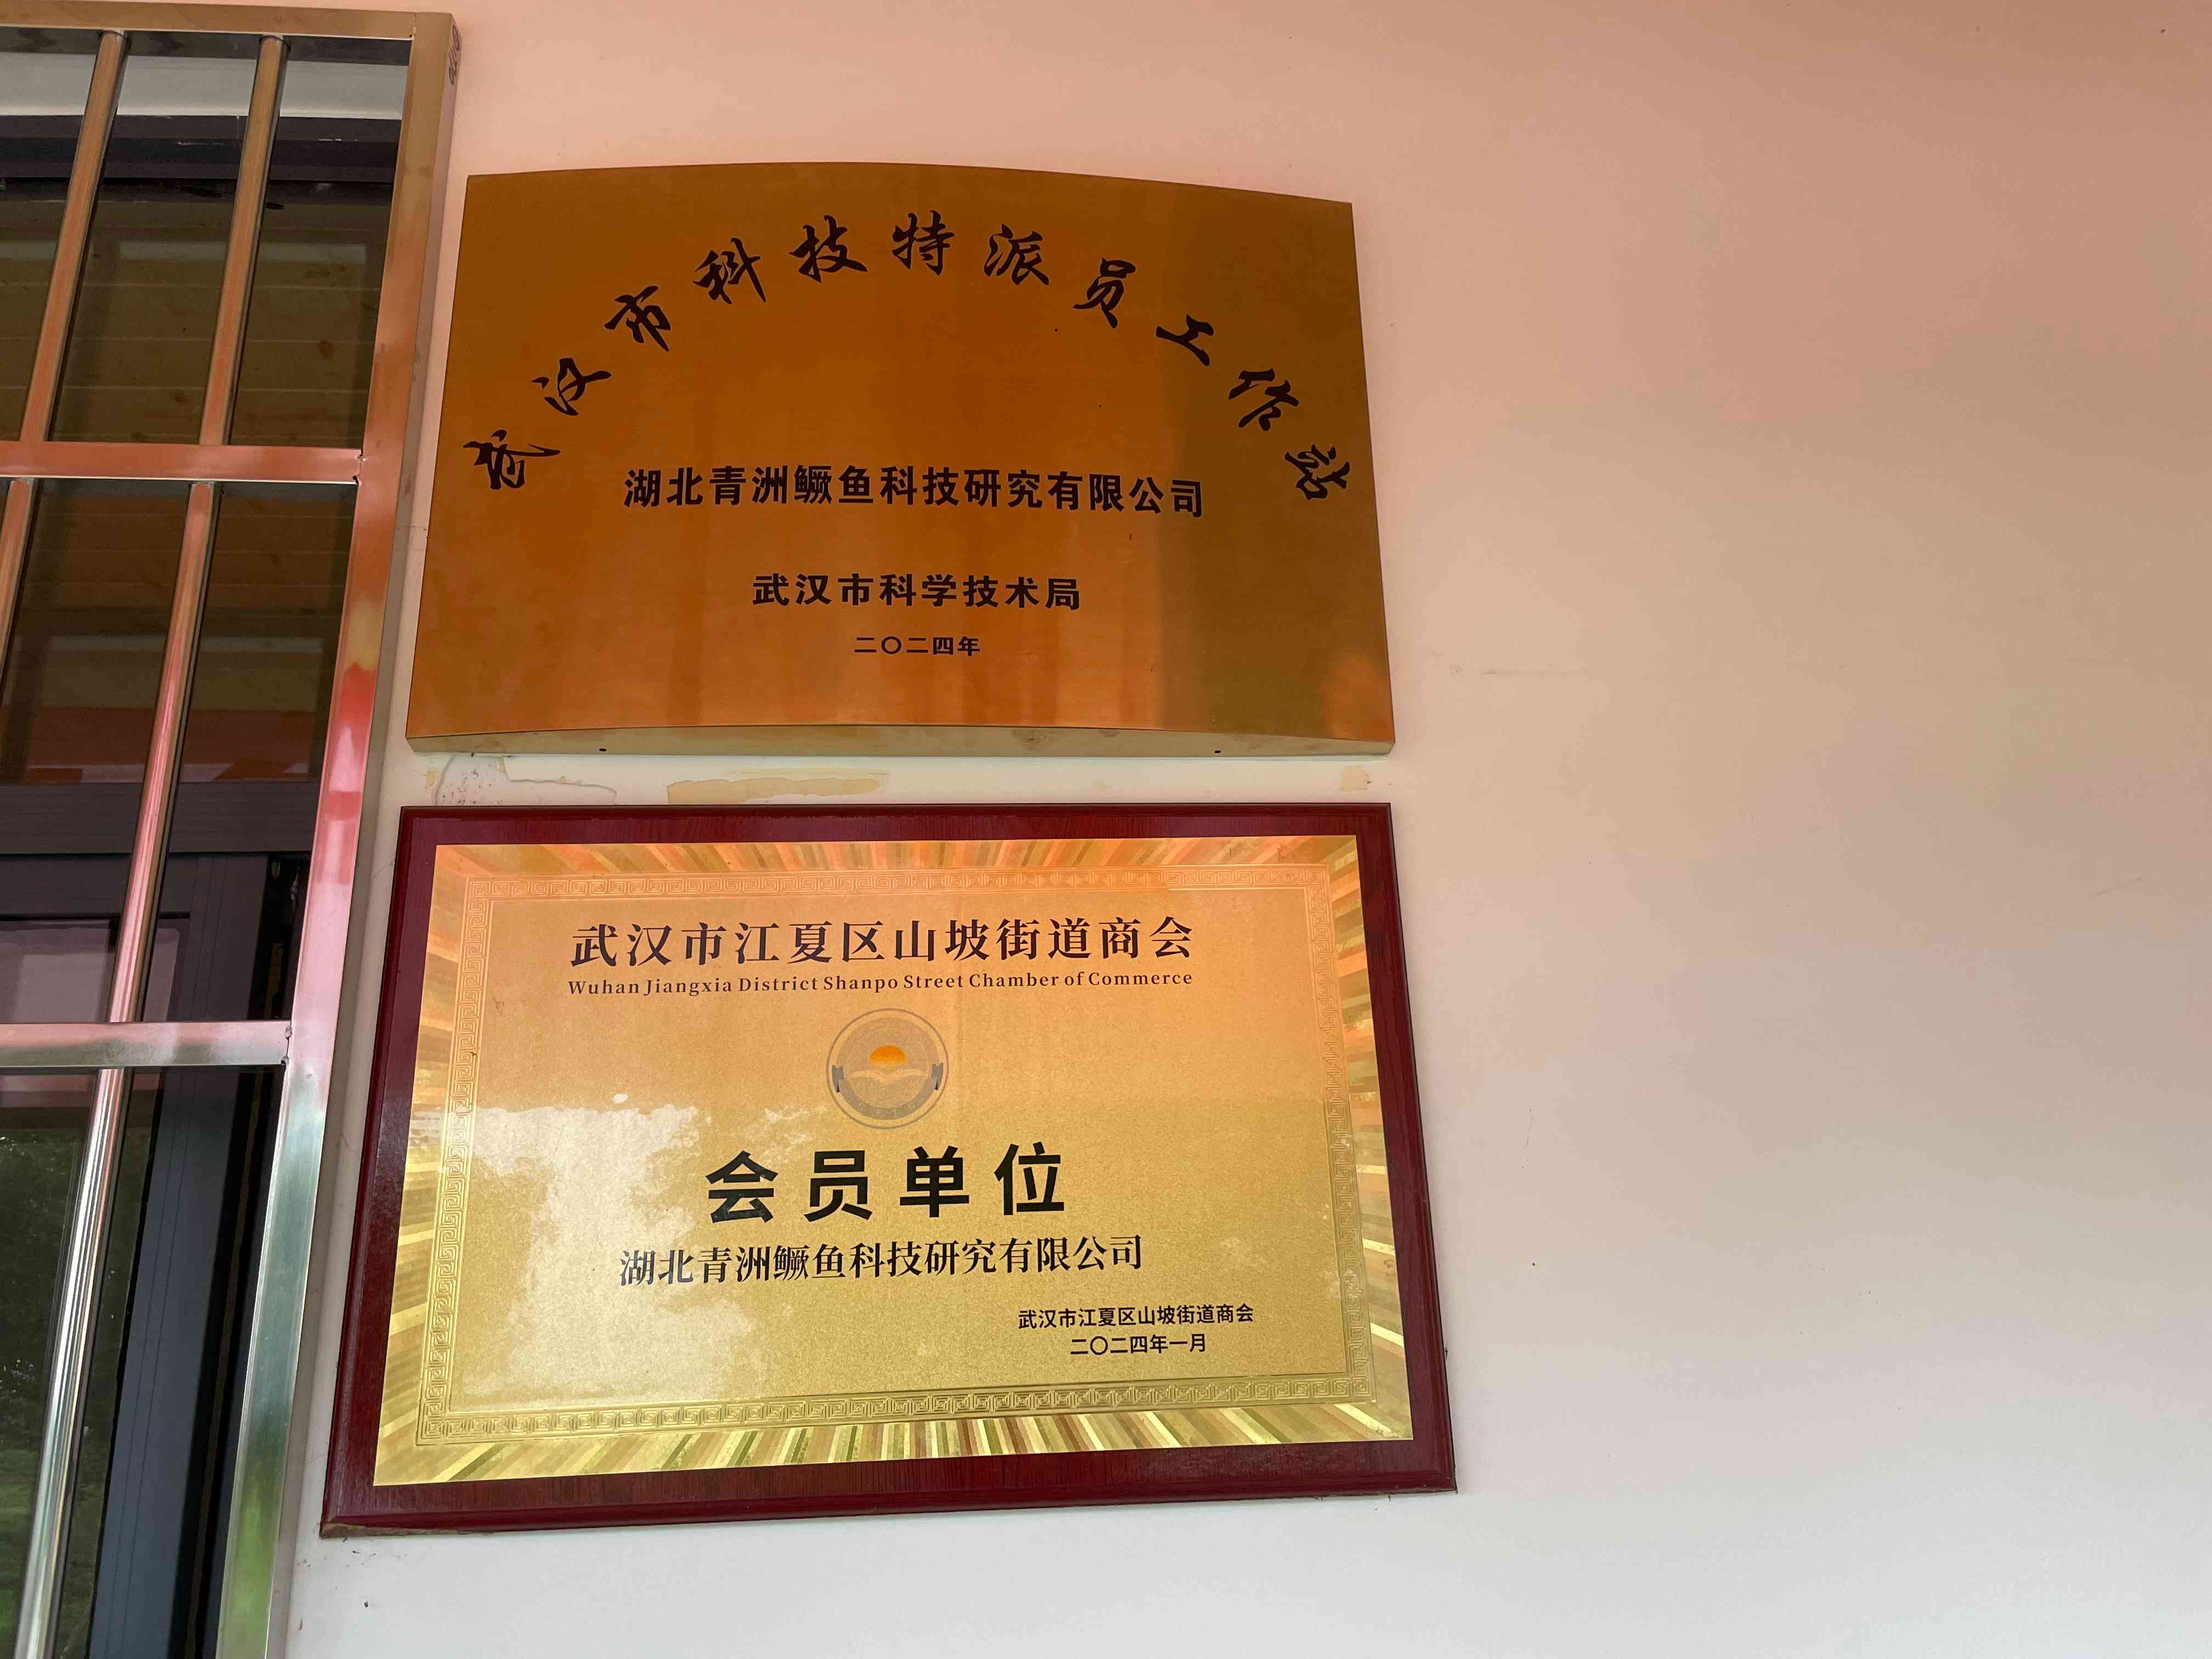 武汉市科技特派员工作站
湖北青洲鳜鱼科技研究有限公司
武汉市科学技术局
二〇二四年
武汉市江夏区山坡街道商会
Wuhan Jiangxia District Shanpo Street Chamber of Commerce
会员单位
湖北青洲鳜鱼科技研究有限公司
武汉市江夏区山坡街道商会
二〇二四年一月